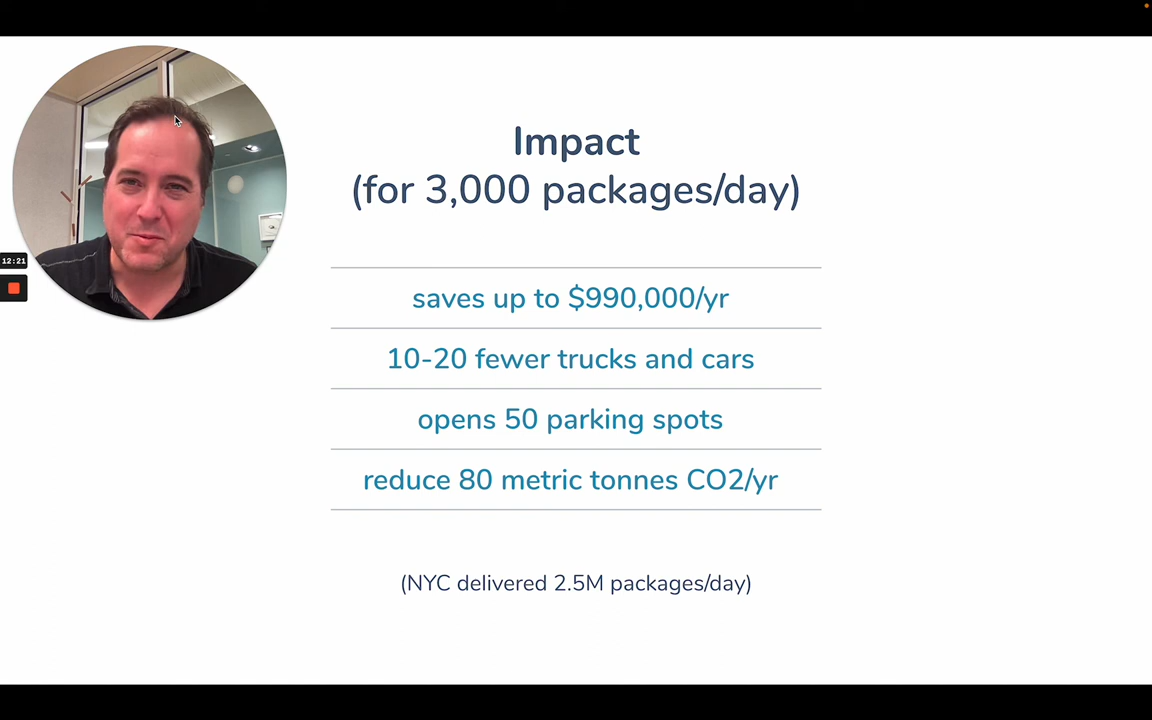 Impact
(for 3,000 packages/day)
12:21
saves up to $990,000/yr
10-20 fewer trucks and cars
opens 50 parking spots
reduce 80 metric tonnes CO2/yr
(NYC delivered 2.5M packages/day)